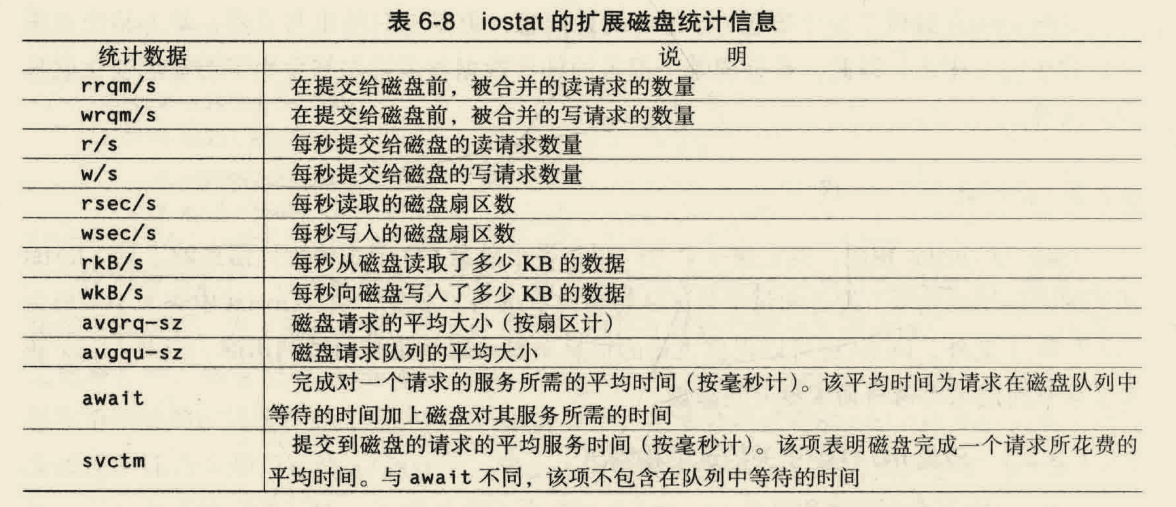 表 6-8 iostat 的扩展磁盘统计信息
统计数据 说 明
rrqm/s 在提交给磁盘前，被合并的读请求的数量
wrqm/s 在提交给磁盘前，被合并的写请求的数量
r/s 每秒提交给磁盘的读请求数量
w/s 每秒提交给磁盘的写请求数量
rsec/s 每秒读取的磁盘扇区数
wsec/s 每秒写人的磁盘扇区数
rkB/s 每秒从磁盘读取了多少 KB 的数据
wkB/s 每秒向磁盘写人了多少 KB 的数据
avgrq-sz 磁盘请求的平均大小（按扇区计）
avgqu-sz 磁盘请求队列的平均大小
await 完成对一个请求的服务所需的平均时间（按毫秒计）。该平均时间为请求在磁盘队列中
等待的时间加上磁盘对其服务所需的时间
svctm 提交到磁盘的请求的平均服务时间（按毫秒计）。该项表明磁盘完成一个请求所花费的
平均时间。与 await 不同，该项不包含在队列中等待的时间